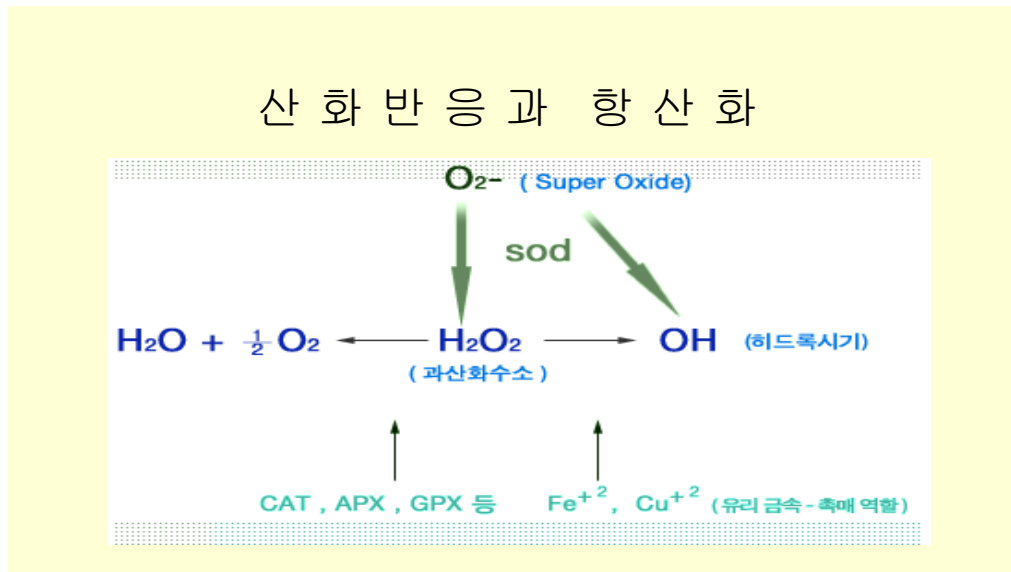 산 화 반 응 과 항 산 화
O2- ( Super Oxide)
sod
H2O + 1/2 O2 H2O2 OH (히드록시기)
( 과산화수소 )
CAT , APX , GPX 등 Fe+2, Cu+2 (유리 금속 - 촉매 역할)